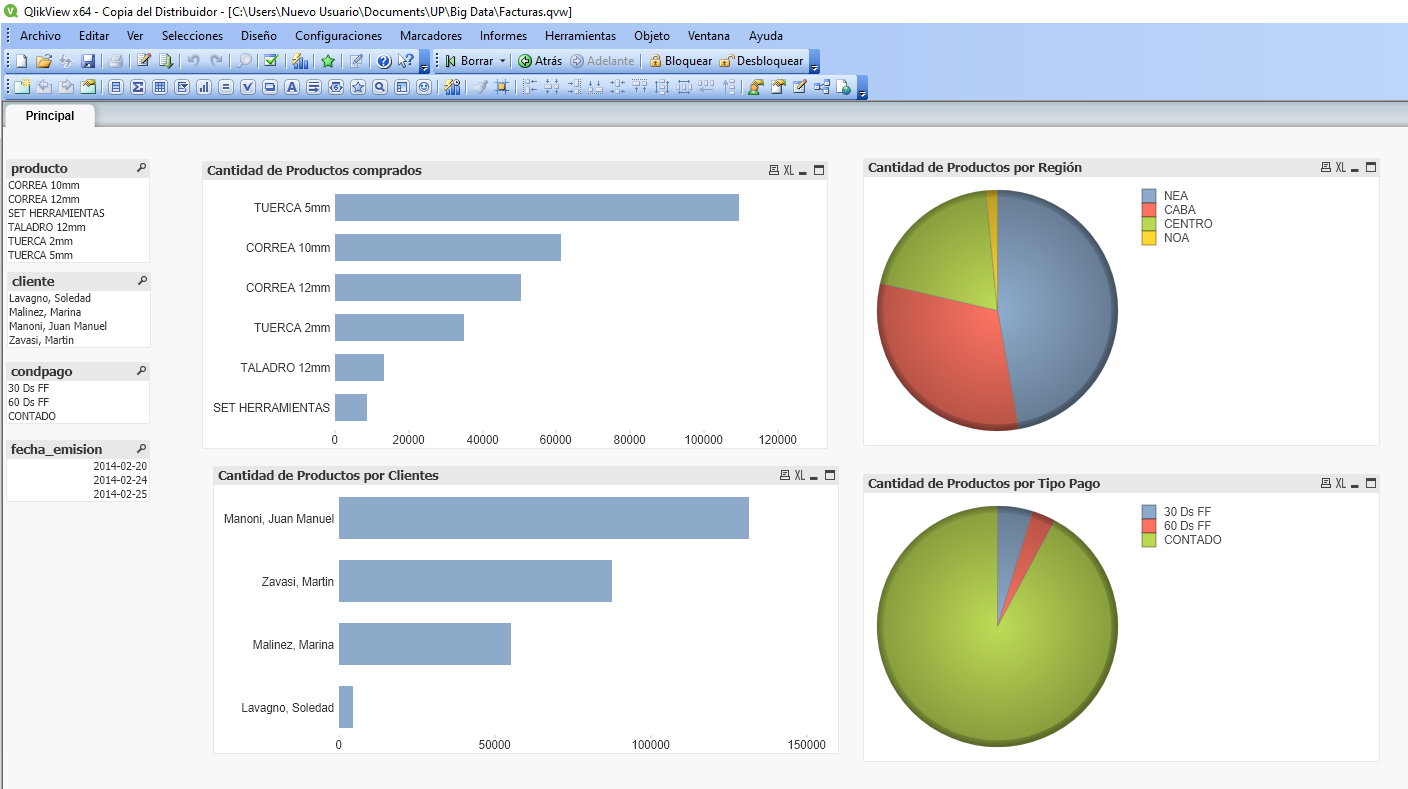 QlikView x64 - Copia del Distribuidor - [C:\Users\Nuevo Usuario\Documents\UP\Big Data\Facturas.qvw]
Archivo Editar Ver Selecciones Diseño Configuraciones Marcadores Informes Herramientas Objeto Ventana Ayuda
Borrar Atrás Adelante Bloquear Desbloquear
Principal
producto
CORREA 10mm
CORREA 12mm
SET HERRAMIENTAS
TALADRO 12mm
TUERCA 2mm
TUERCA 5mm
cliente
Lavagno, Soledad
Malinez, Marina
Manoni, Juan Manuel
Zavasi, Martin
condpago
30 Ds FF
60 Ds FF
CONTADO
fecha_emision
2014-02-20
2014-02-24
2014-02-25
Cantidad de Productos comprados XL
TUERCA 5mm
CORREA 10mm
CORREA 12mm
TUERCA 2mm
TALADRO 12mm
SET HERRAMIENTAS
0 20000 40000 60000 80000 100000 120000
Cantidad de Productos por Clientes XL
Manoni, Juan Manuel
Zavasi, Martin
Malinez, Marina
Lavagno, Soledad
0 50000 100000 150000
Cantidad de Productos por Región XL
NEA
CABA
CENTRO
NOA
Cantidad de Productos por Tipo Pago XL
30 Ds FF
60 Ds FF
CONTADO